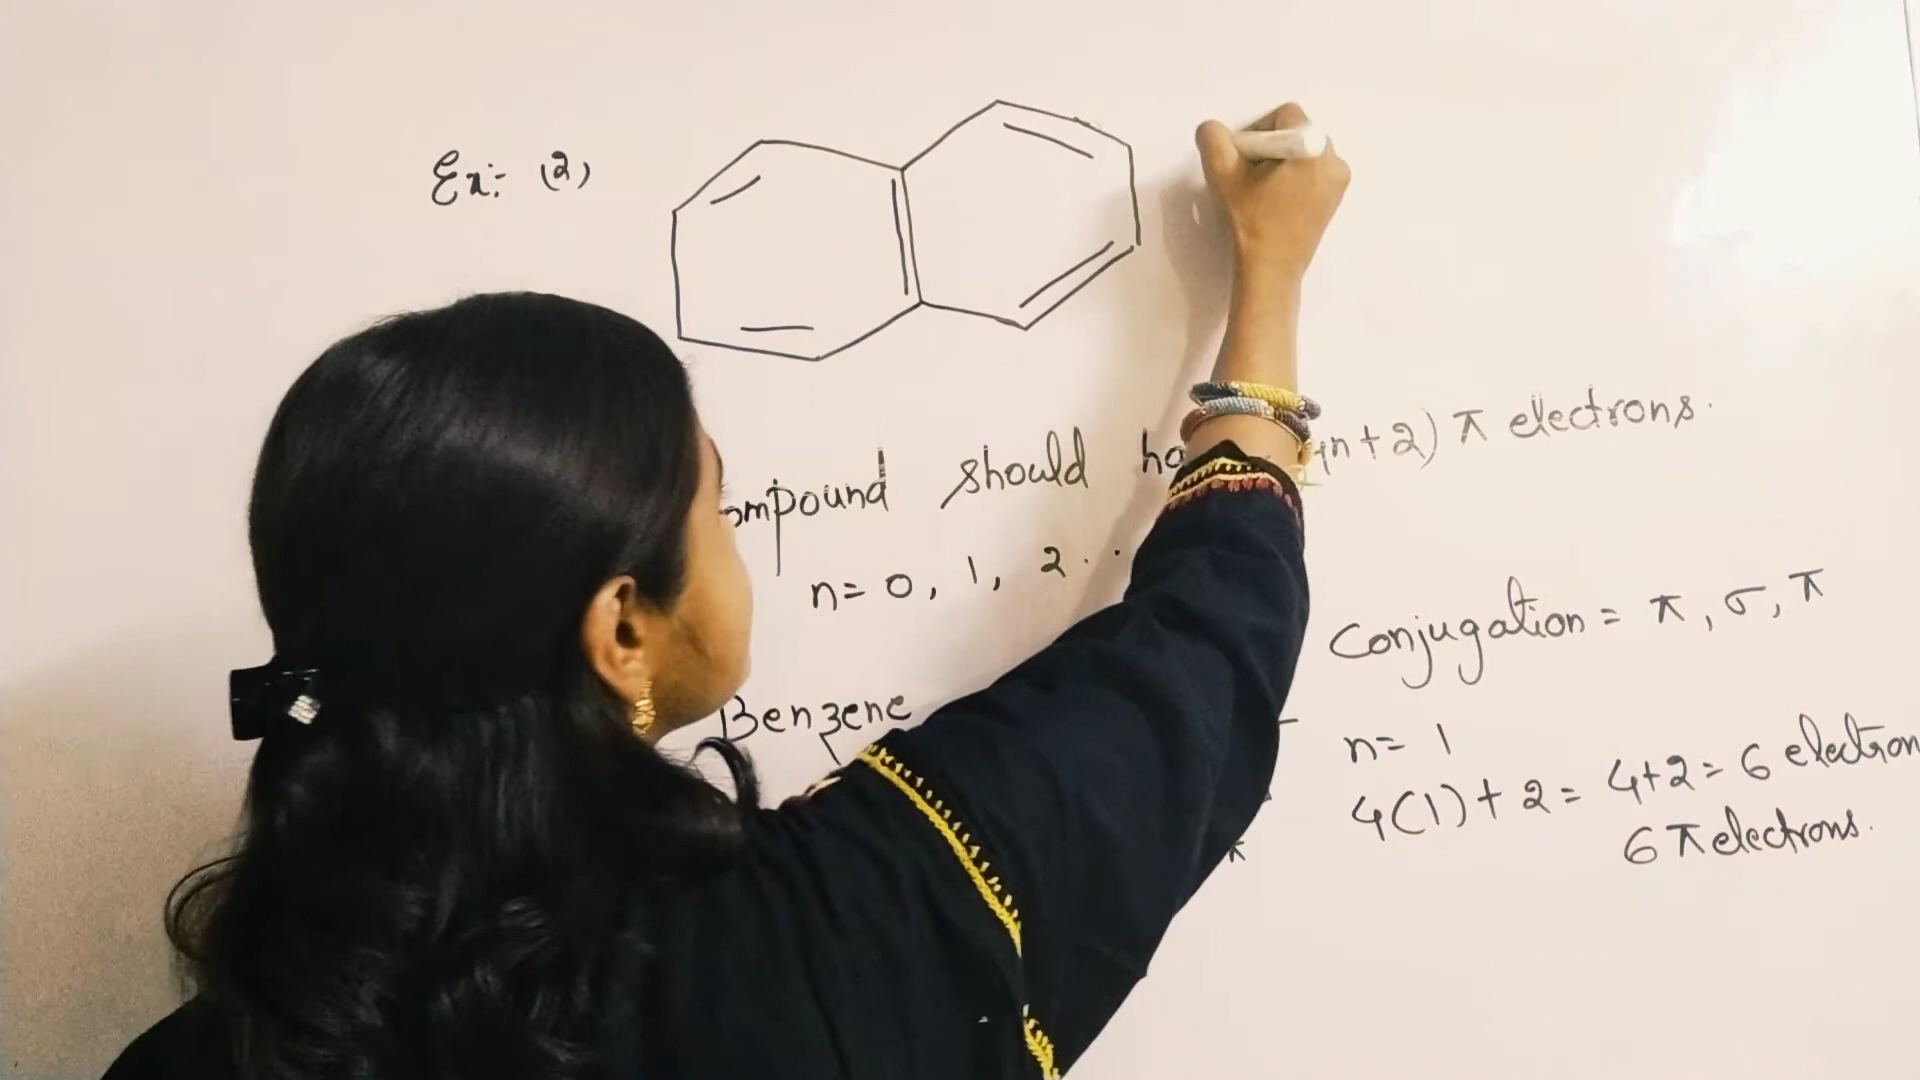 Ex:- (2)
ompound should ha 4n+2) π electrons.
n= 0, 1, 2..
Conjugation = π, σ, π
Benzene
n= 1
4(1)+2= 4+2= 6 electron
6 π electrons.
π